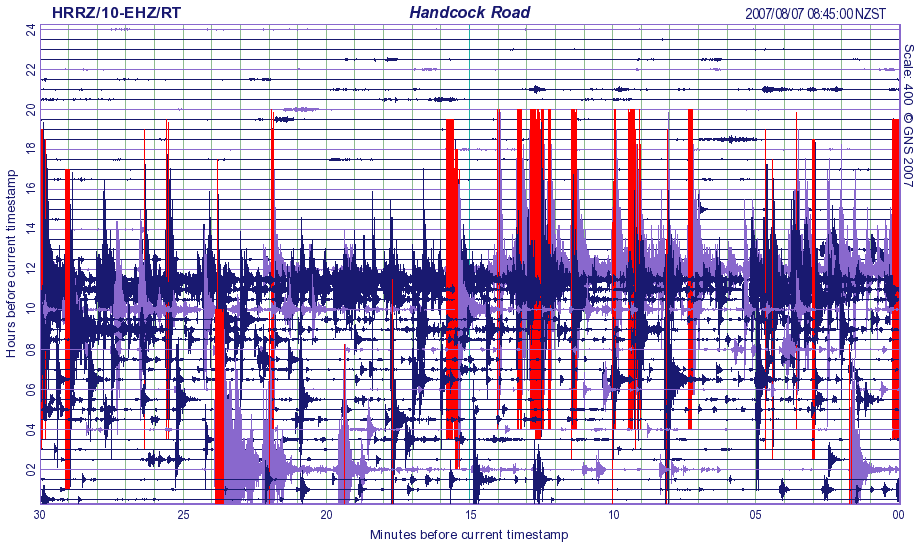 HRRZ/10-EHZ/RT Handcock Road 2007/08/07 08:45:00 NZST
24
22
20
18
16
14
12
10
08
06
04
02
Hours before current timestamp
Scale: 400 © GNS 2007
30 25 20 15 10 05 00
Minutes before current timestamp